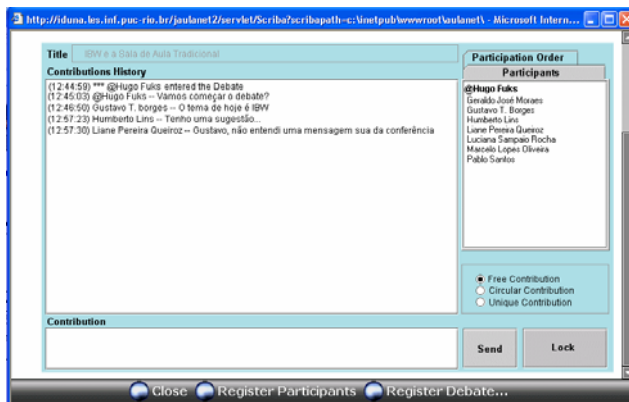 http://iduna.les.inf.puc-rio.br/jaulanet2/servlet/Scriba?scribapath=c:\inetpub\wwwroot\aulanet\ - Microsoft Intern...
Title IBW e a Sala de Aula Tradicional
Contributions History
(12:44:59) *** @Hugo Fuks entered the Debate
(12:45:03) @Hugo Fuks -- Vamos começar o debate?
(12:46:50) Gustavo T. borges -- O tema de hoje é IBW
(12:57:23) Humberto Lins -- Tenho uma sugestão...
(12:57:30) Liane Pereira Queiroz -- Gustavo, não entendi uma mensagem sua da conferência
Participation Order
Participants
@Hugo Fuks
Geraldo José Moraes
Gustavo T. Borges
Humberto Lins
Liane Pereira Queiroz
Luciana Sampaio Rocha
Marcelo Lopes Oliveira
Pablo Santos
Free Contribution
Circular Contribution
Unique Contribution
Contribution
Send Lock
Close Register Participants Register Debate...